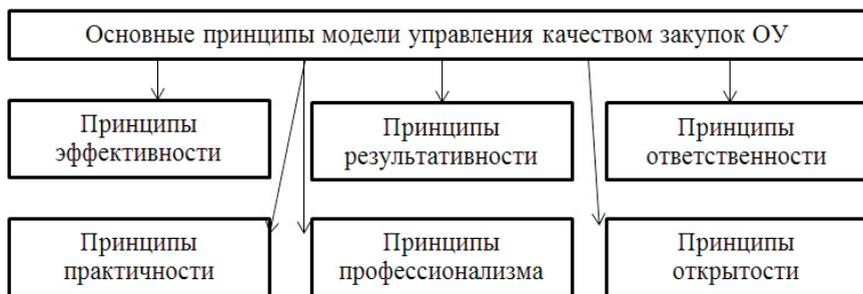 Основные принципы модели управления качеством закупок ОУ
Принципы
эффективности
Принципы
результативности
Принципы
ответственности
Принципы
практичности
Принципы
профессионализма
Принципы
открытости